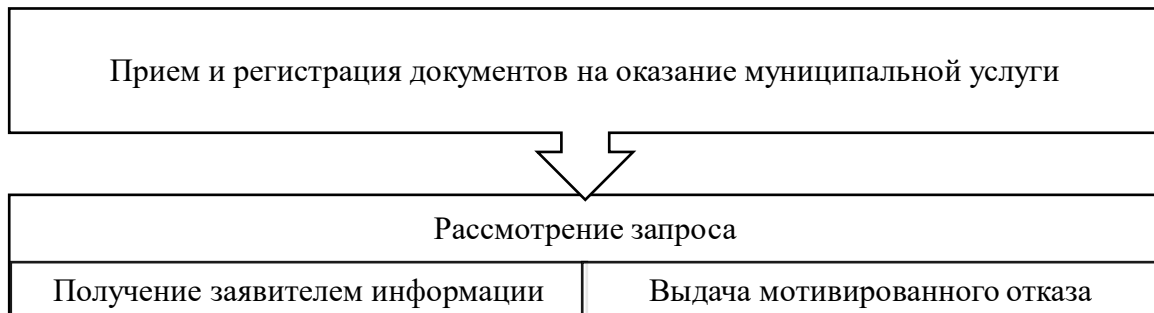 Прием и регистрация документов на оказание муниципальной услуги
Рассмотрение запроса
Получение заявителем информации
Выдача мотивированного отказа